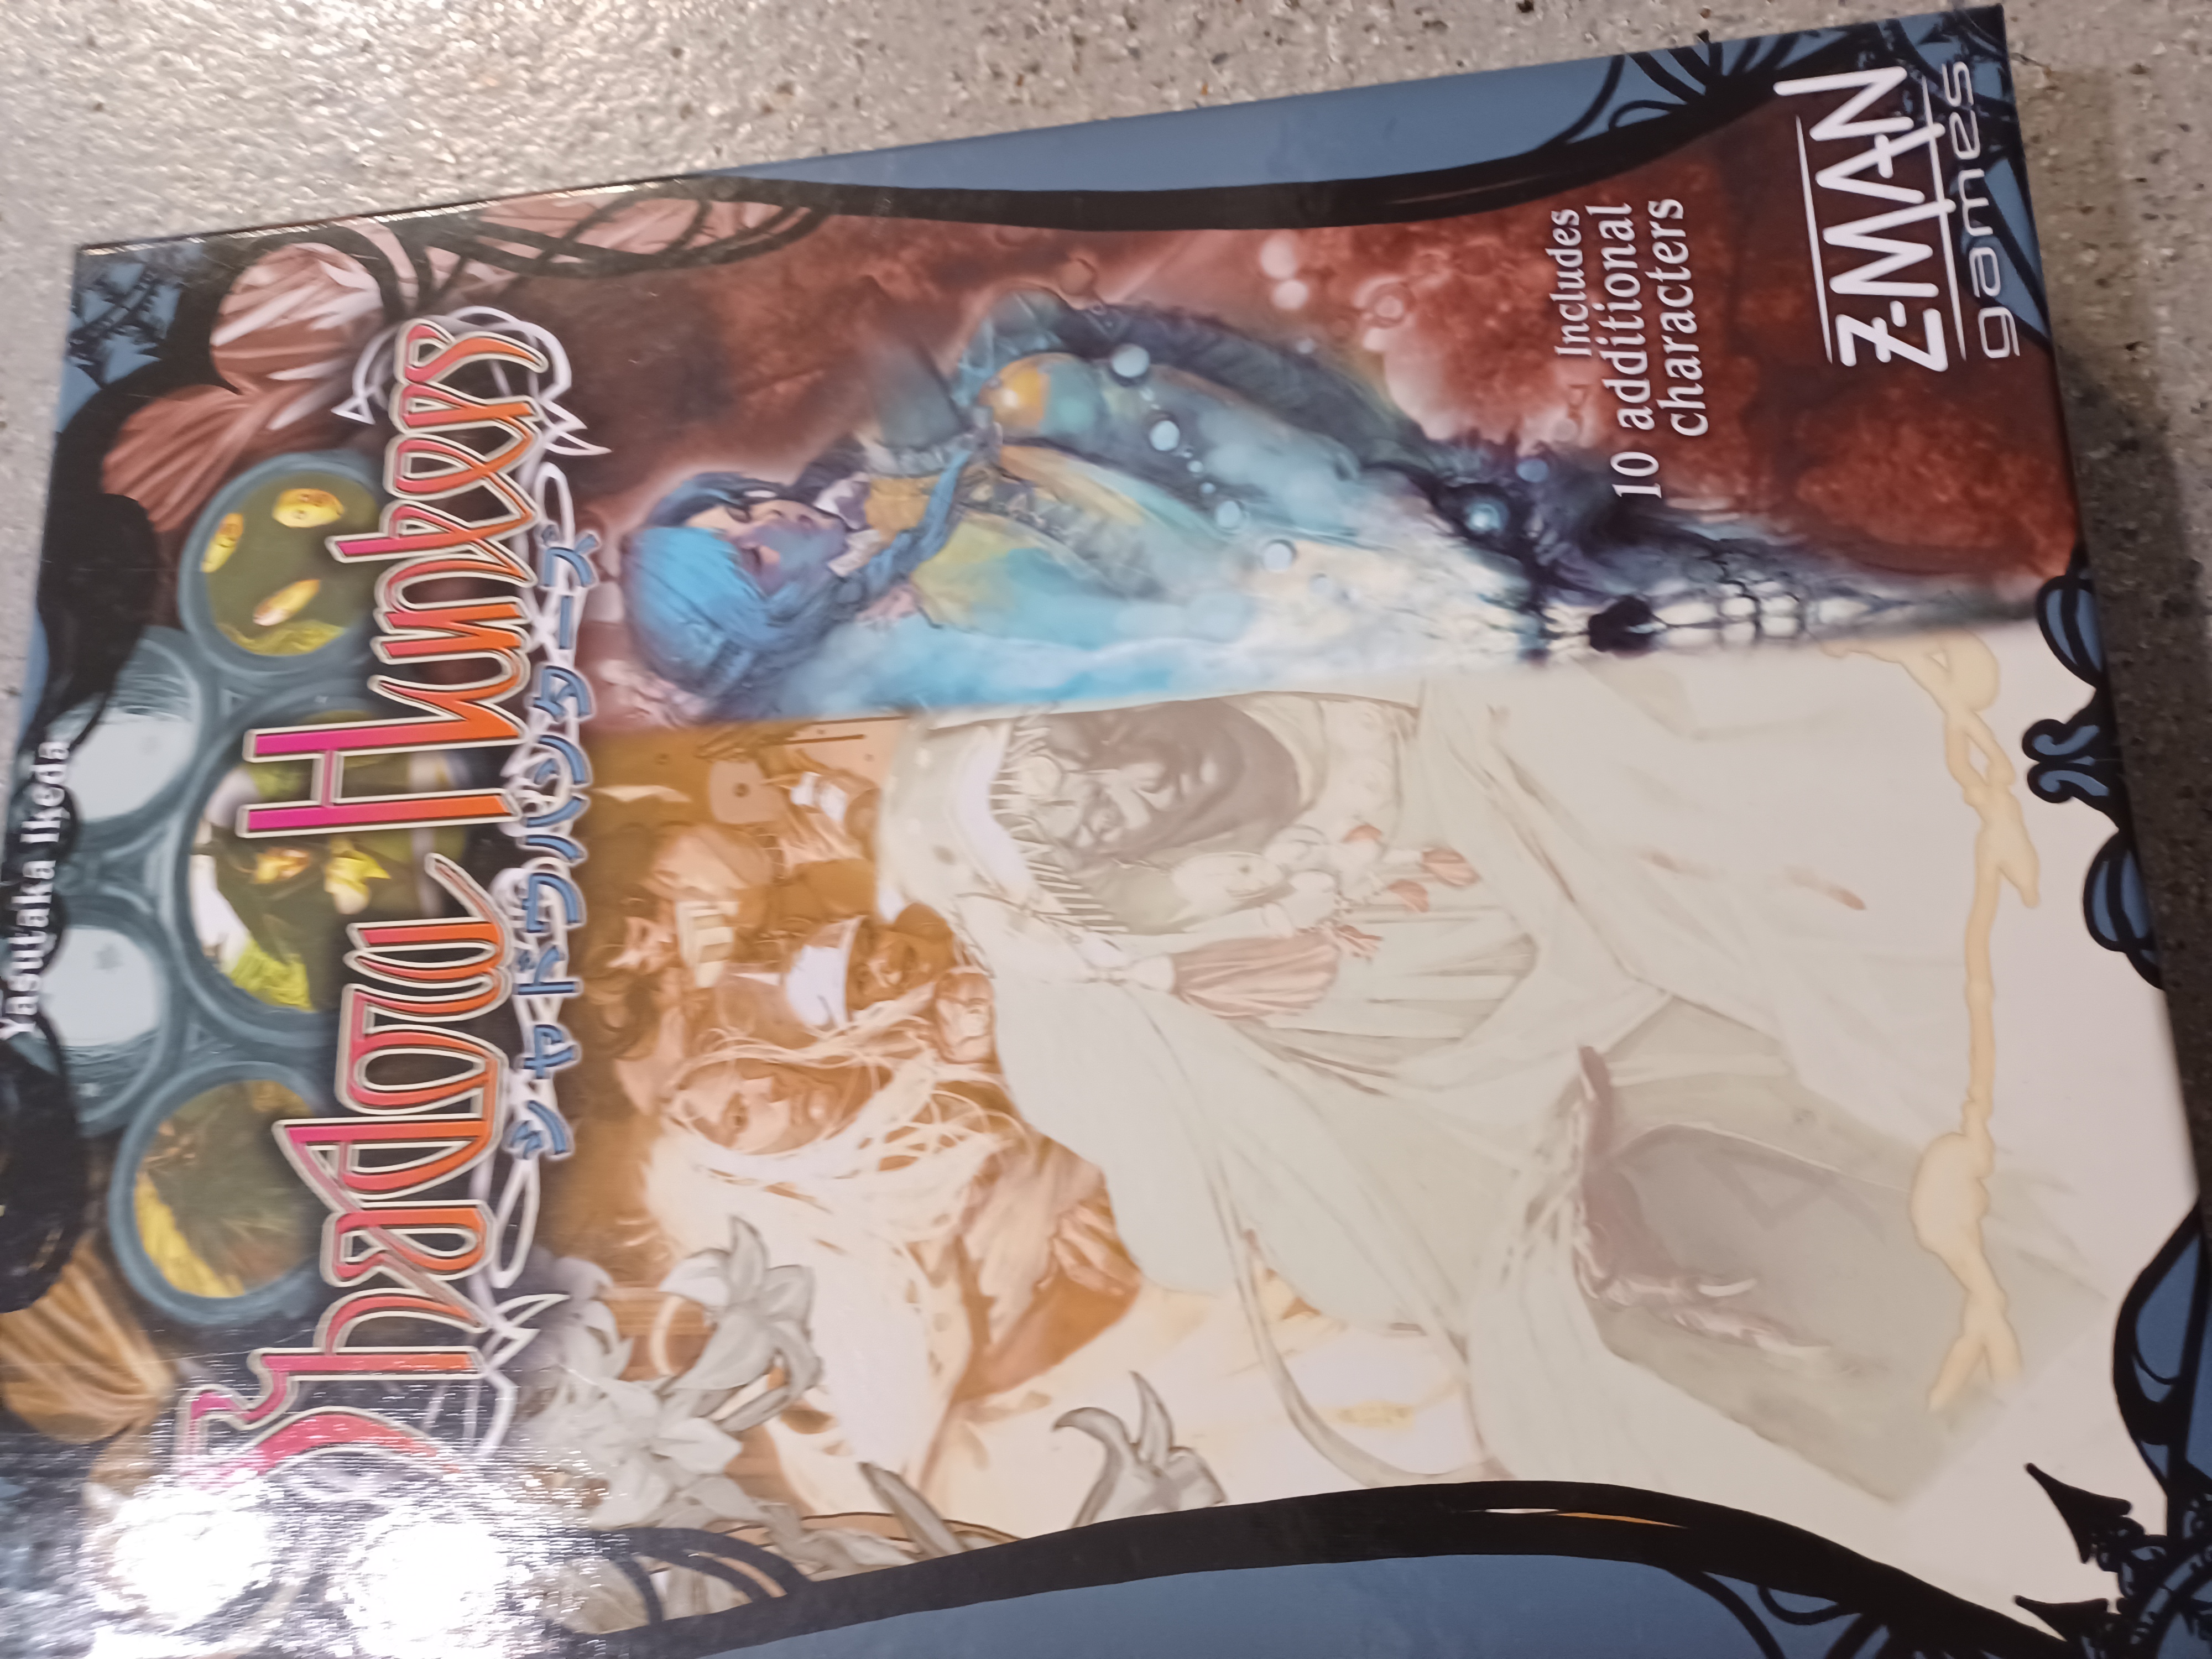 Yasutaka Ikeda
Shadow Hunters
シャドウハンターズ
Includes
10 additional
characters
Z-MAN
games